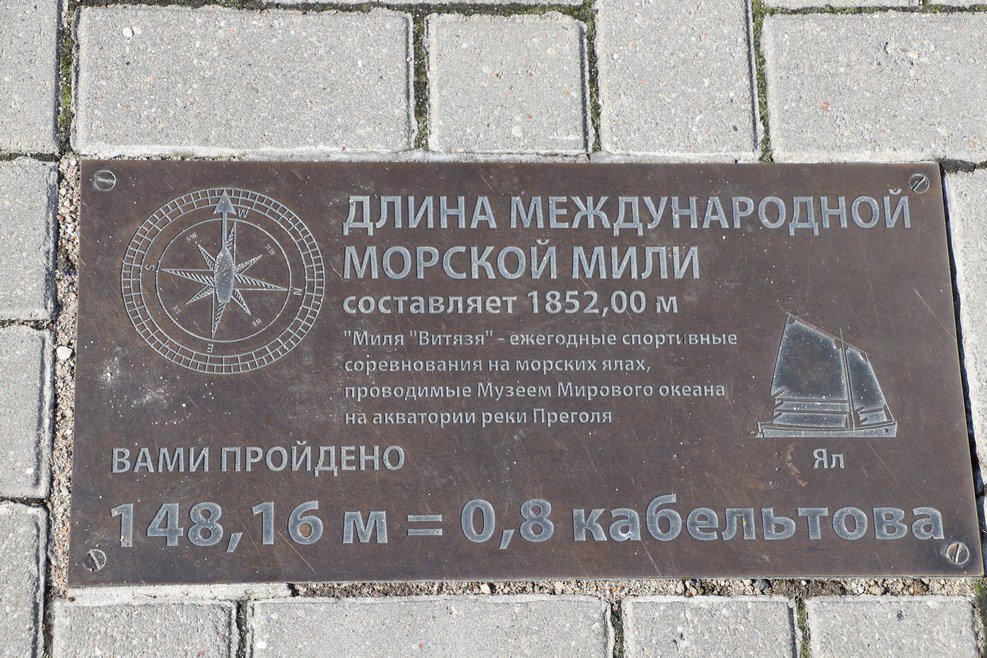 ДЛИНА МЕЖДУНАРОДНОЙ
МОРСКОЙ МИЛИ
составляет 1852,00 м
"Миля "Витязя" - ежегодные спортивные
соревнования на морских ялах,
проводимые Музеем Мирового океана
на акватории реки Преголя
Ял
ВАМИ ПРОЙДЕНО
148,16 м = 0,8 кабельтова
W
S
N
E